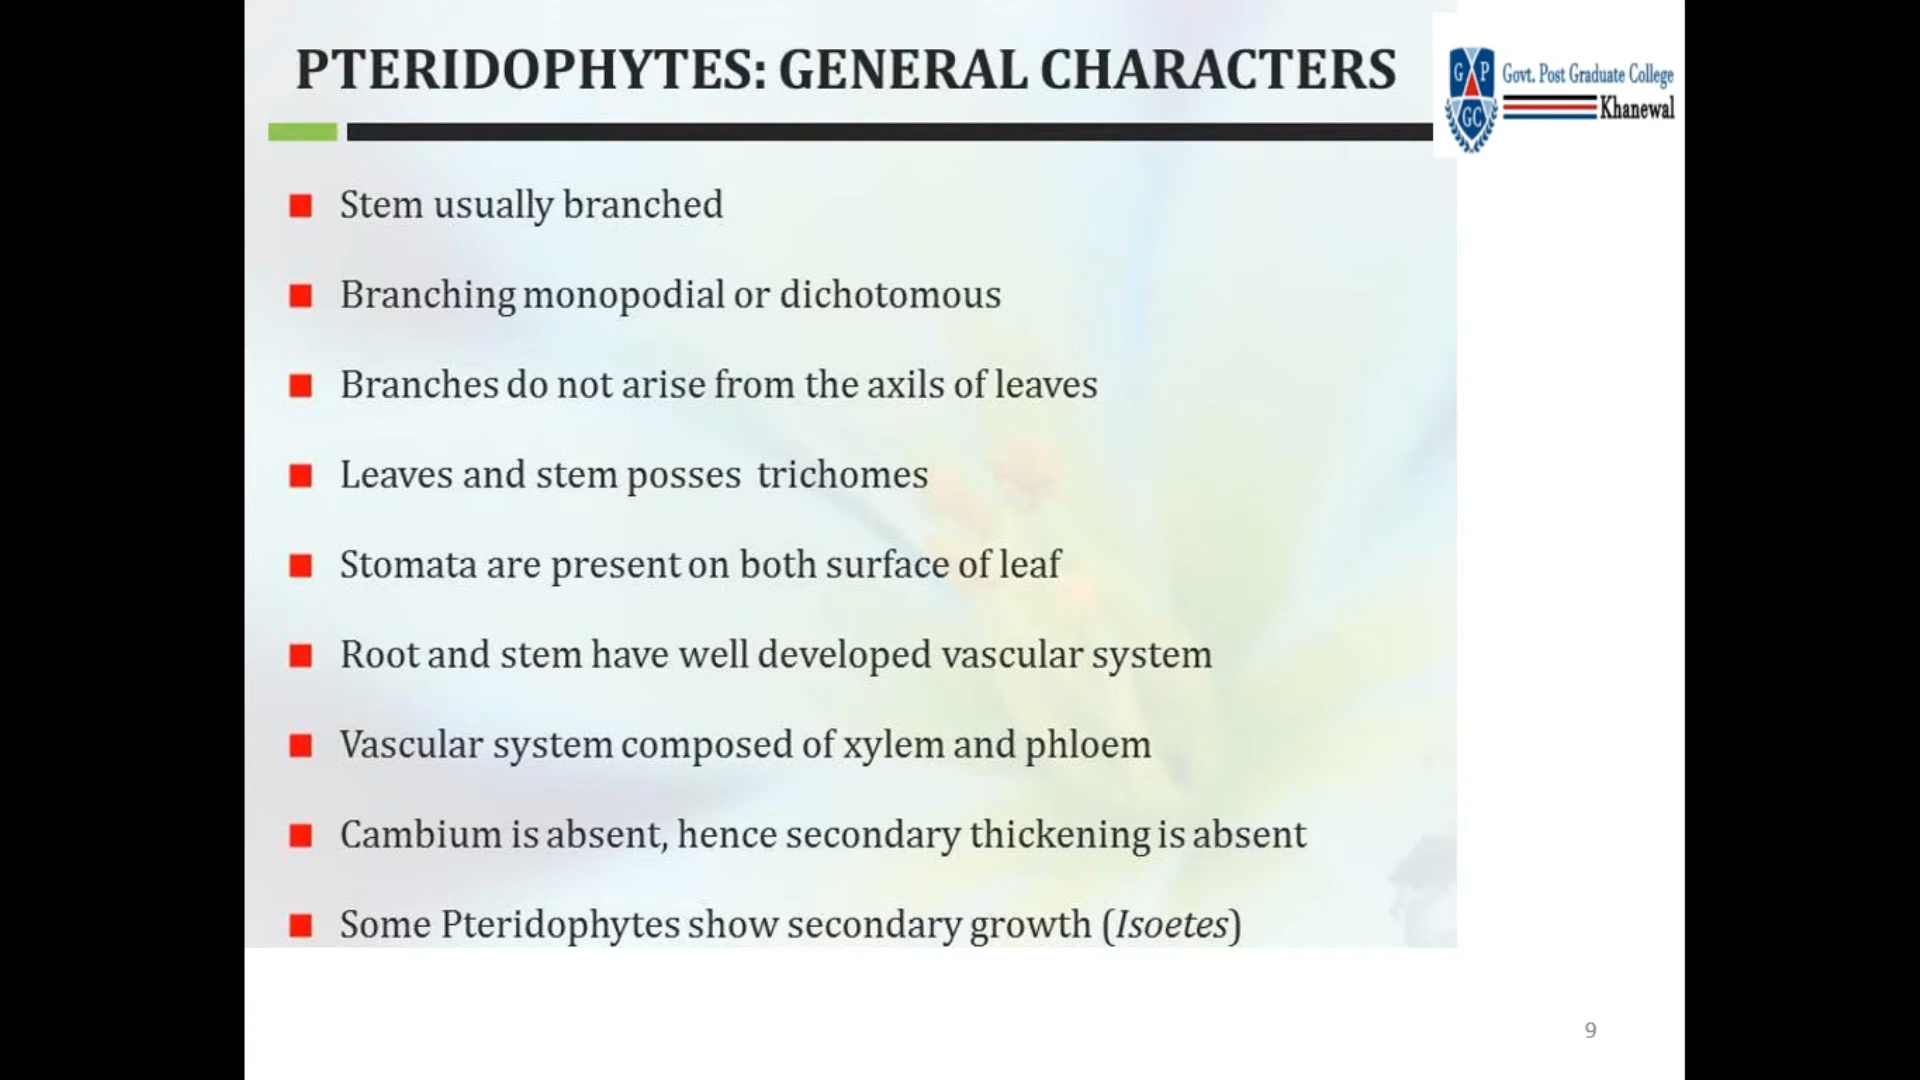 PTERIDOPHYTES: GENERAL CHARACTERS
G P
GC
Govt. Post Graduate College
Khanewal
Stem usually branched
Branching monopodial or dichotomous
Branches do not arise from the axils of leaves
Leaves and stem posses trichomes
Stomata are present on both surface of leaf
Root and stem have well developed vascular system
Vascular system composed of xylem and phloem
Cambium is absent, hence secondary thickening is absent
Some Pteridophytes show secondary growth (Isoetes)
9